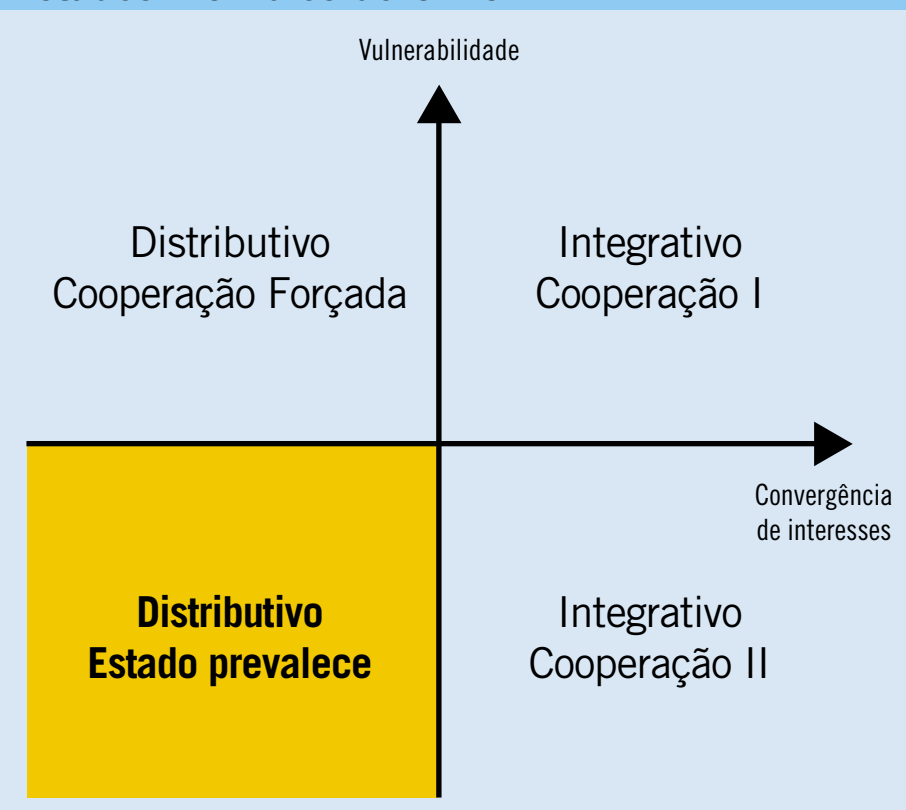 Vulnerabilidade
Distributivo
Cooperação Forçada
Integrativo
Cooperação I
Convergência
de interesses
Distributivo
Estado prevalece
Integrativo
Cooperação II